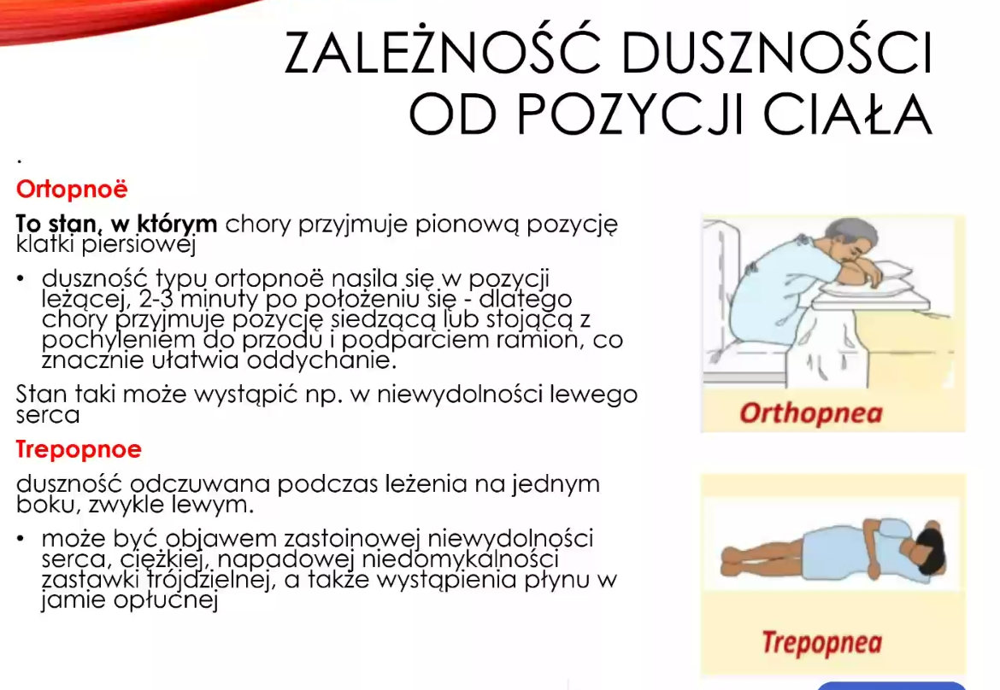 ZALEŻNOŚĆ DUSZNOŚCI
OD POZYCJI CIAŁA
.
Ortopnoë
To stan, w którym chory przyjmuje pionową pozycję
klatki piersiowej
• duszność typu ortopnoë nasila się w pozycji
leżącej, 2-3 minuty po położeniu się - dlatego
chory przyjmuje pozycję siedzącą lub stojącą z
pochyleniem do przodu i podparciem ramion, co
znacznie ułatwia oddychanie.
Stan taki może wystąpić np. w niewydolności lewego
serca
Trepopnoe
duszność odczuwana podczas leżenia na jednym
boku, zwykle lewym.
• może być objawem zastoinowej niewydolności
serca, ciężkiej, napadowej niedomykalności
zastawki trójdzielnej, a także wystąpienia płynu w
jamie opłucnej
Orthopnea
Trepopnea